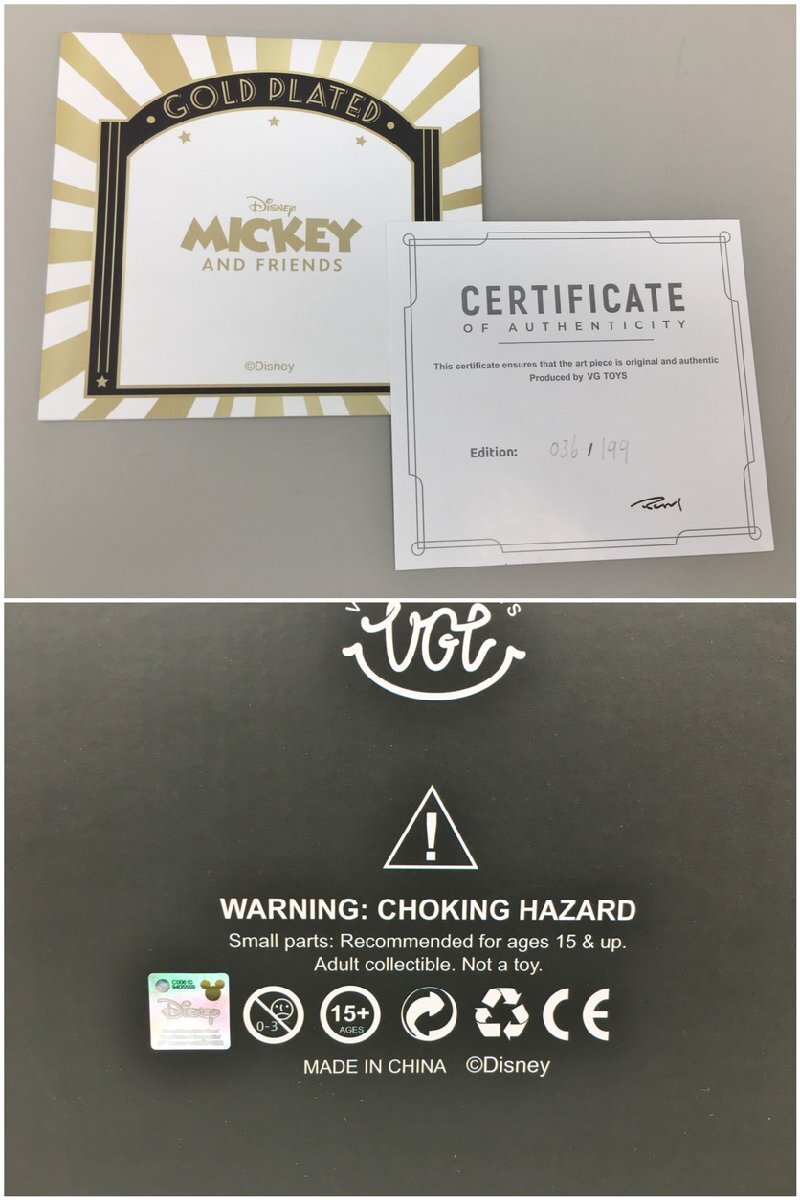 GOLD PLATED
Disney
MICKEY
AND FRIENDS
©Disney
CERTIFICATE
OF AUTHENTICITY
This certificate ensures that the art piece is original and authentic
Produced by VG TOYS
Edition: 036 / 199
WARNING: CHOKING HAZARD
Small parts: Recommended for ages 15 & up.
Adult collectible. Not a toy.
Disney
0-3
15+
AGES
CE
MADE IN CHINA ©Disney